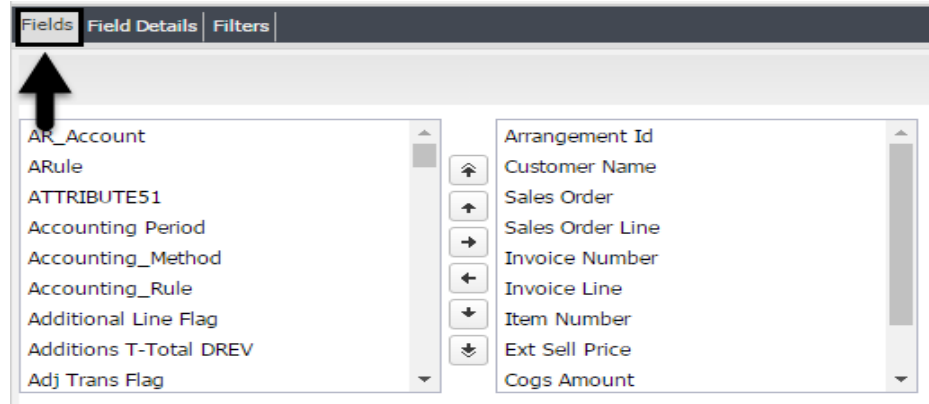 Fields Field Details Filters
AR_Account
ARule
ATTRIBUTE51
Accounting Period
Accounting_Method
Accounting_Rule
Additional Line Flag
Additions T-Total DREV
Adj Trans Flag
Arrangement Id
Customer Name
Sales Order
Sales Order Line
Invoice Number
Invoice Line
Item Number
Ext Sell Price
Cogs Amount